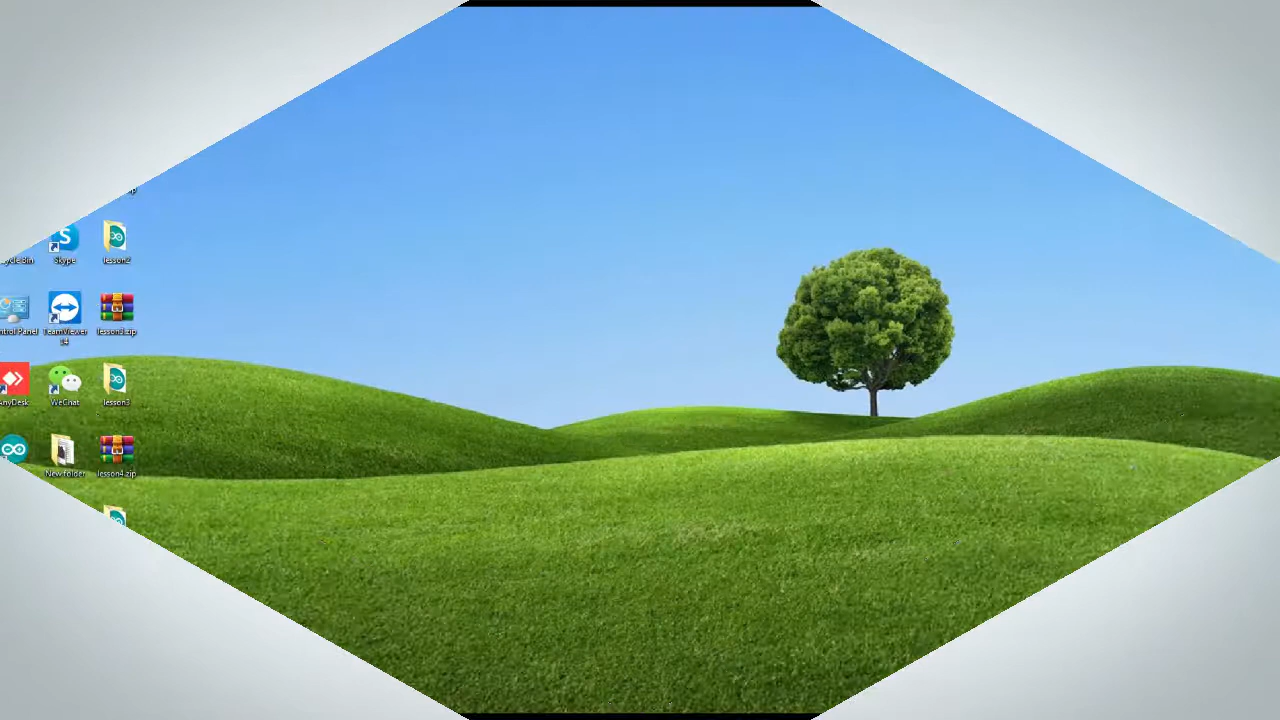 Skype
lesson2
TeamViewer
14
lesson3.zip
AnyDesk
WeChat
lesson3
New folder
lesson4.zip